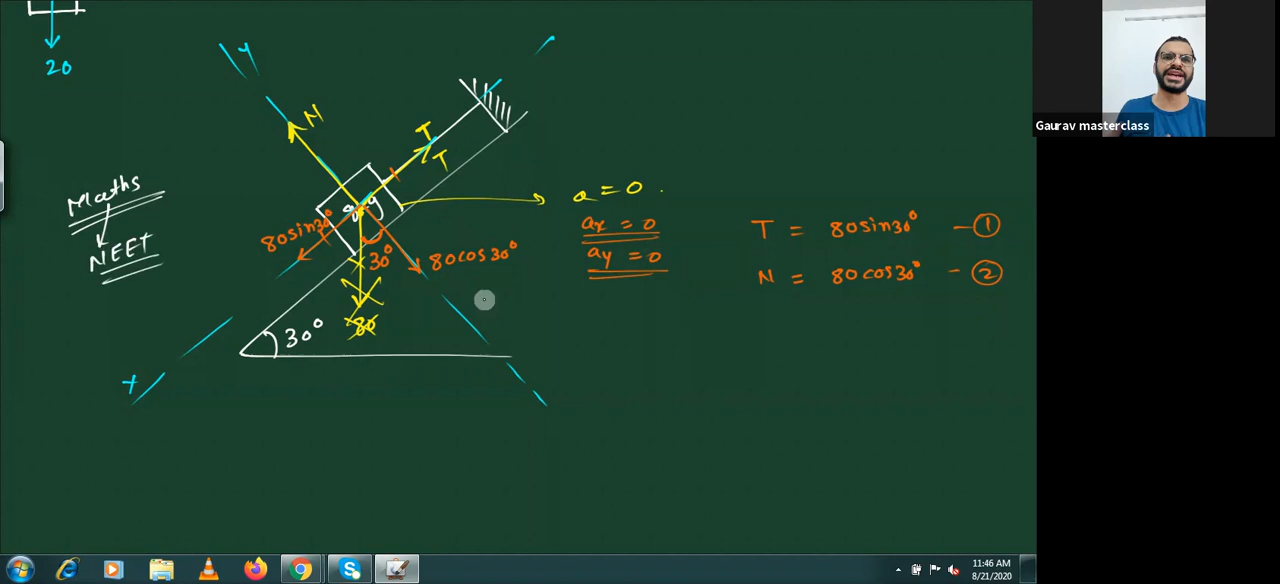 20
Y
N
T
T
Maths
NEET
8kg
80sin30°
30°
80cos30°
80
30°
+
a = 0
ax = 0
ay = 0
T = 80sin30° - ①
N = 80cos30° - ②
Gaurav masterclass
11:46 AM
8/21/2020